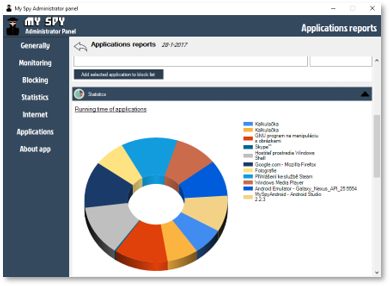 My Spy Administrator Panel
MY SPY
Administrator Panel
Applications reports
Generally
Monitoring
Blocking
Statistics
Internet
Applications
About app
Applications reports 28-1-2017
Add selected application to block list
Statistics
Running time of applications
Kalkulačka
Kalkulačka
GNU program na manipuláciu
s obrázkami
Skype™
Hostiteľ prostredia Windows
Shell
Google.com - Mozilla Firefox
Fotografie
Přihlášení ke službě Steam
Windows Media Player
Android Emulator - Galaxy_Nexus_API_25:5554
MySpyAndroid - Android Studio
2.2.3